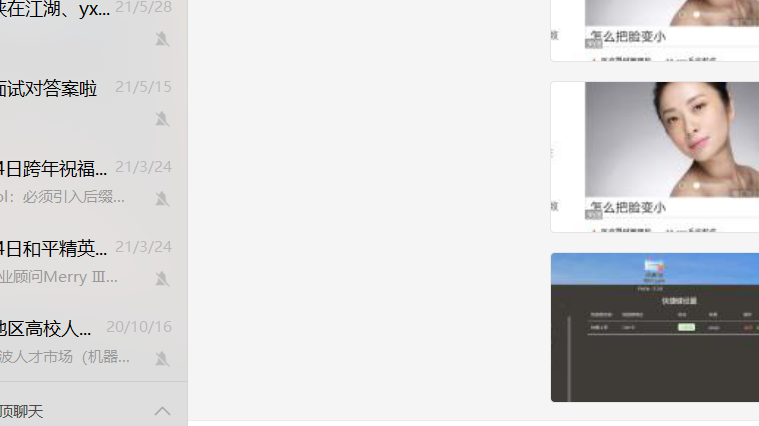 侠在江湖、yx... 21/5/28
面试对答案啦 21/5/15
4日跨年祝福... 21/3/24
ol：必须引入后缀...
4日和平精英... 21/3/24
业顾问Merry Ⅲ...
地区高校人... 20/10/16
波人才市场（机器...
顶聊天
怎么把脸变小
怎么把脸变小
快捷键设置